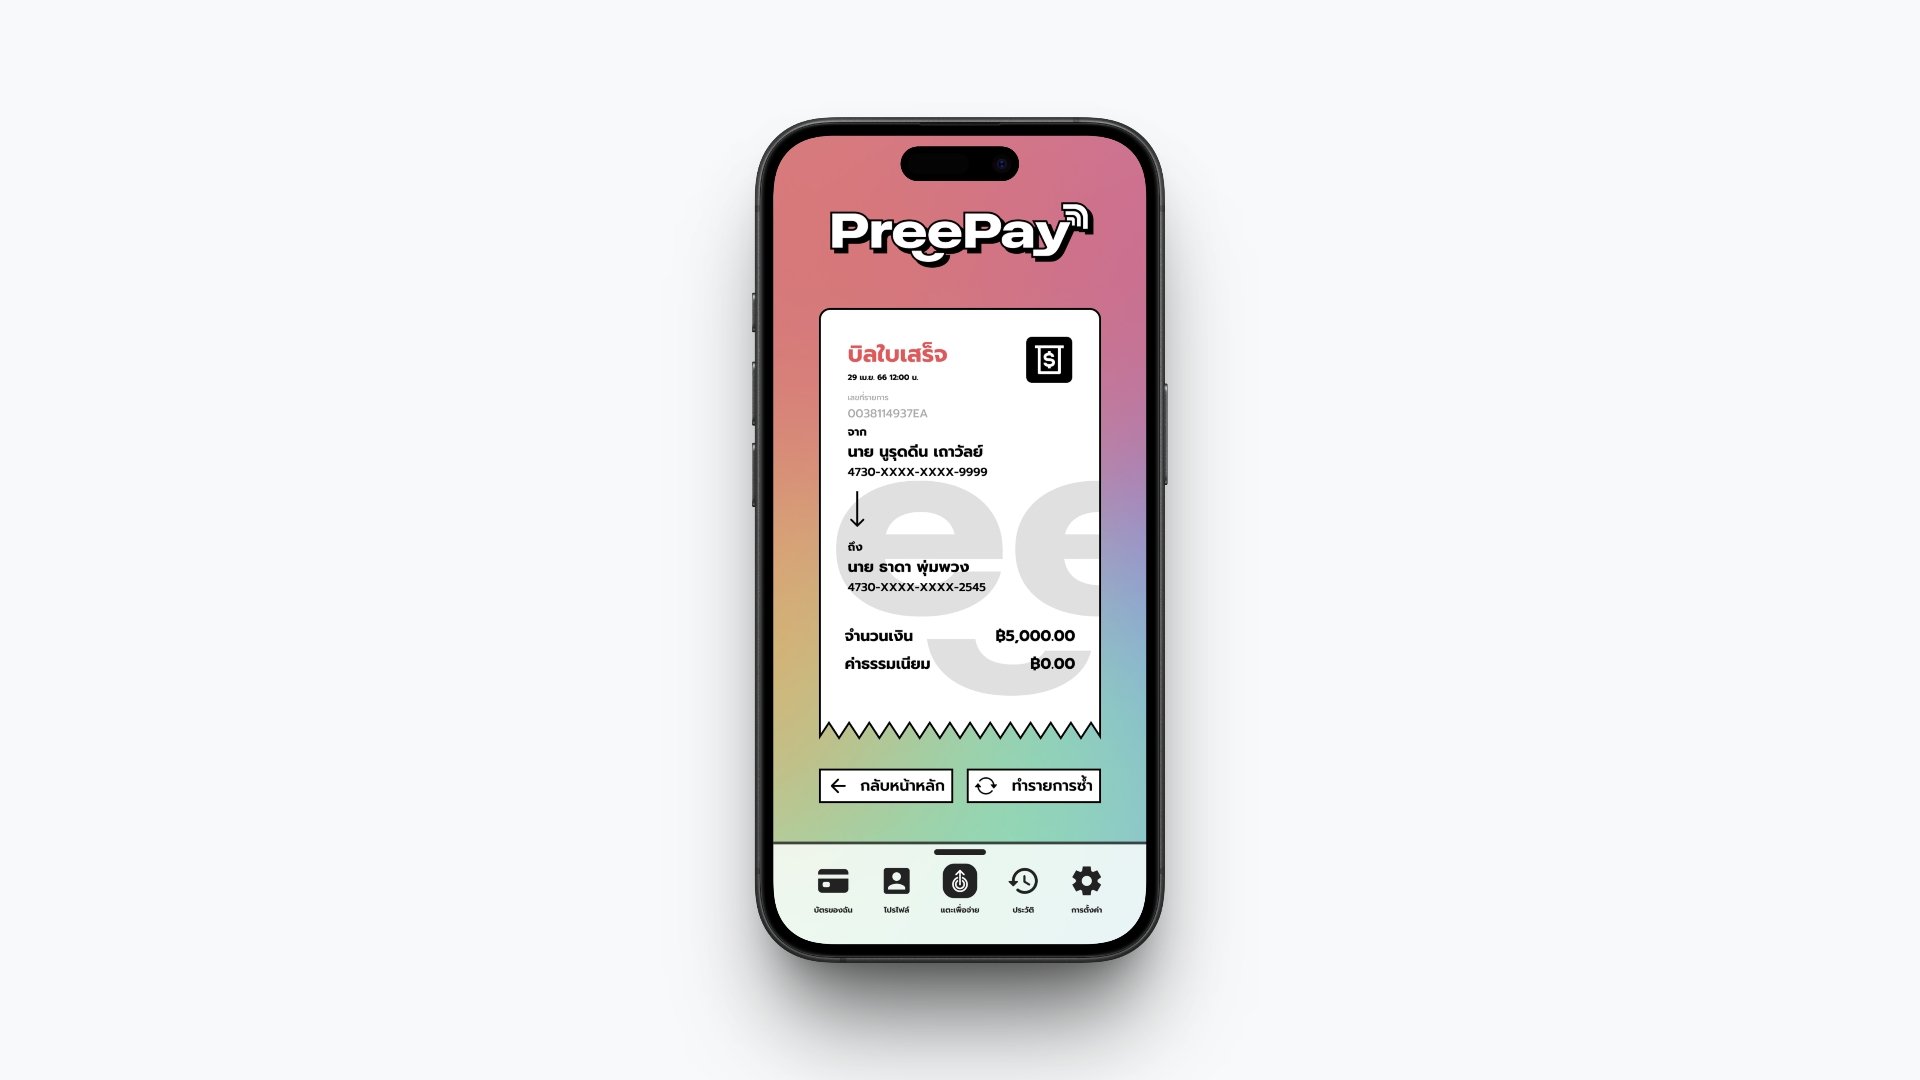 PreePay
บิลใบเสร็จ
29 เม.ย. 66 12:00 น.
เลขที่รายการ
0038114937EA
จาก
นาย นูรุดดีน เถาวัลย์
4730-XXXX-XXXX-9999
ถึง
นาย ธาดา พุ่มพวง
4730-XXXX-XXXX-2545
จำนวนเงิน ฿5,000.00
ค่าธรรมเนียม ฿0.00
กลับหน้าหลัก ทำรายการซ้ำ
บัตรของฉัน โปรไฟล์ แตะเพื่อจ่าย ประวัติ การตั้งค่า